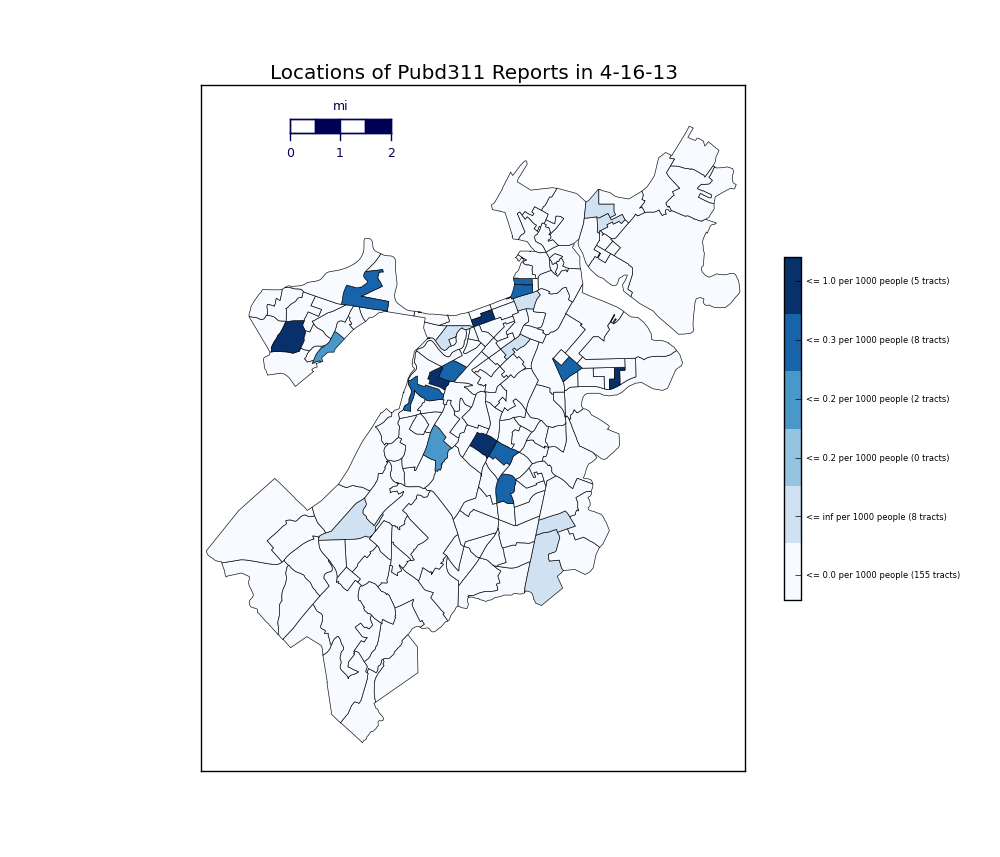 Locations of Pubd311 Reports in 4-16-13
mi
0 1 2
<= 1.0 per 1000 people (5 tracts)
<= 0.3 per 1000 people (8 tracts)
<= 0.2 per 1000 people (2 tracts)
<= 0.2 per 1000 people (0 tracts)
<= inf per 1000 people (8 tracts)
<= 0.0 per 1000 people (155 tracts)